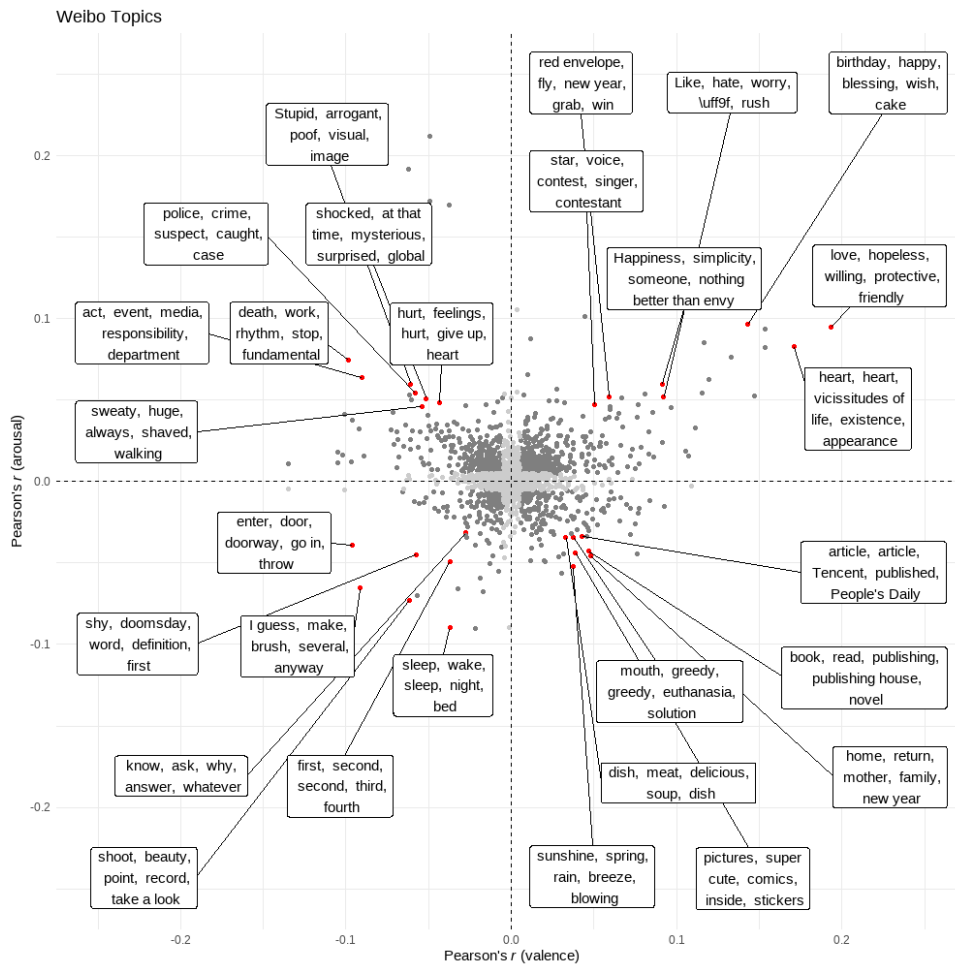 Weibo Topics
red envelope,
fly, new year,
grab, win
Like, hate, worry,
\uff9f, rush
birthday, happy,
blessing, wish,
cake
Stupid, arrogant,
poof, visual,
image
star, voice,
contest, singer,
contestant
police, crime,
suspect, caught,
case
shocked, at that
time, mysterious,
surprised, global
Happiness, simplicity,
someone, nothing
better than envy
love, hopeless,
willing, protective,
friendly
act, event, media,
responsibility,
department
death, work,
rhythm, stop,
fundamental
hurt, feelings,
hurt, give up,
heart
heart, heart,
vicissitudes of
life, existence,
appearance
sweaty, huge,
always, shaved,
walking
enter, door,
doorway, go in,
throw
article, article,
Tencent, published,
People's Daily
shy, doomsday,
word, definition,
first
I guess, make,
brush, several,
anyway
sleep, wake,
sleep, night,
bed
mouth, greedy,
greedy, euthanasia,
solution
book, read, publishing,
publishing house,
novel
know, ask, why,
answer, whatever
first, second,
second, third,
fourth
dish, meat, delicious,
soup, dish
home, return,
mother, family,
new year
shoot, beauty,
point, record,
take a look
sunshine, spring,
rain, breeze,
blowing
pictures, super
cute, comics,
inside, stickers
0.2
0.1
0.0
-0.1
-0.2
Pearson's r (arousal)
-0.2
-0.1
0.0
0.1
0.2
Pearson's r (valence)